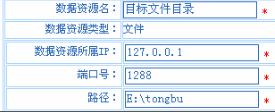 数据资源名： 目标文件目录 *
数据资源类型： 文件
数据资源所属IP： 127.0.0.1 *
端口号： 1288 *
路径： E:\tongbu *